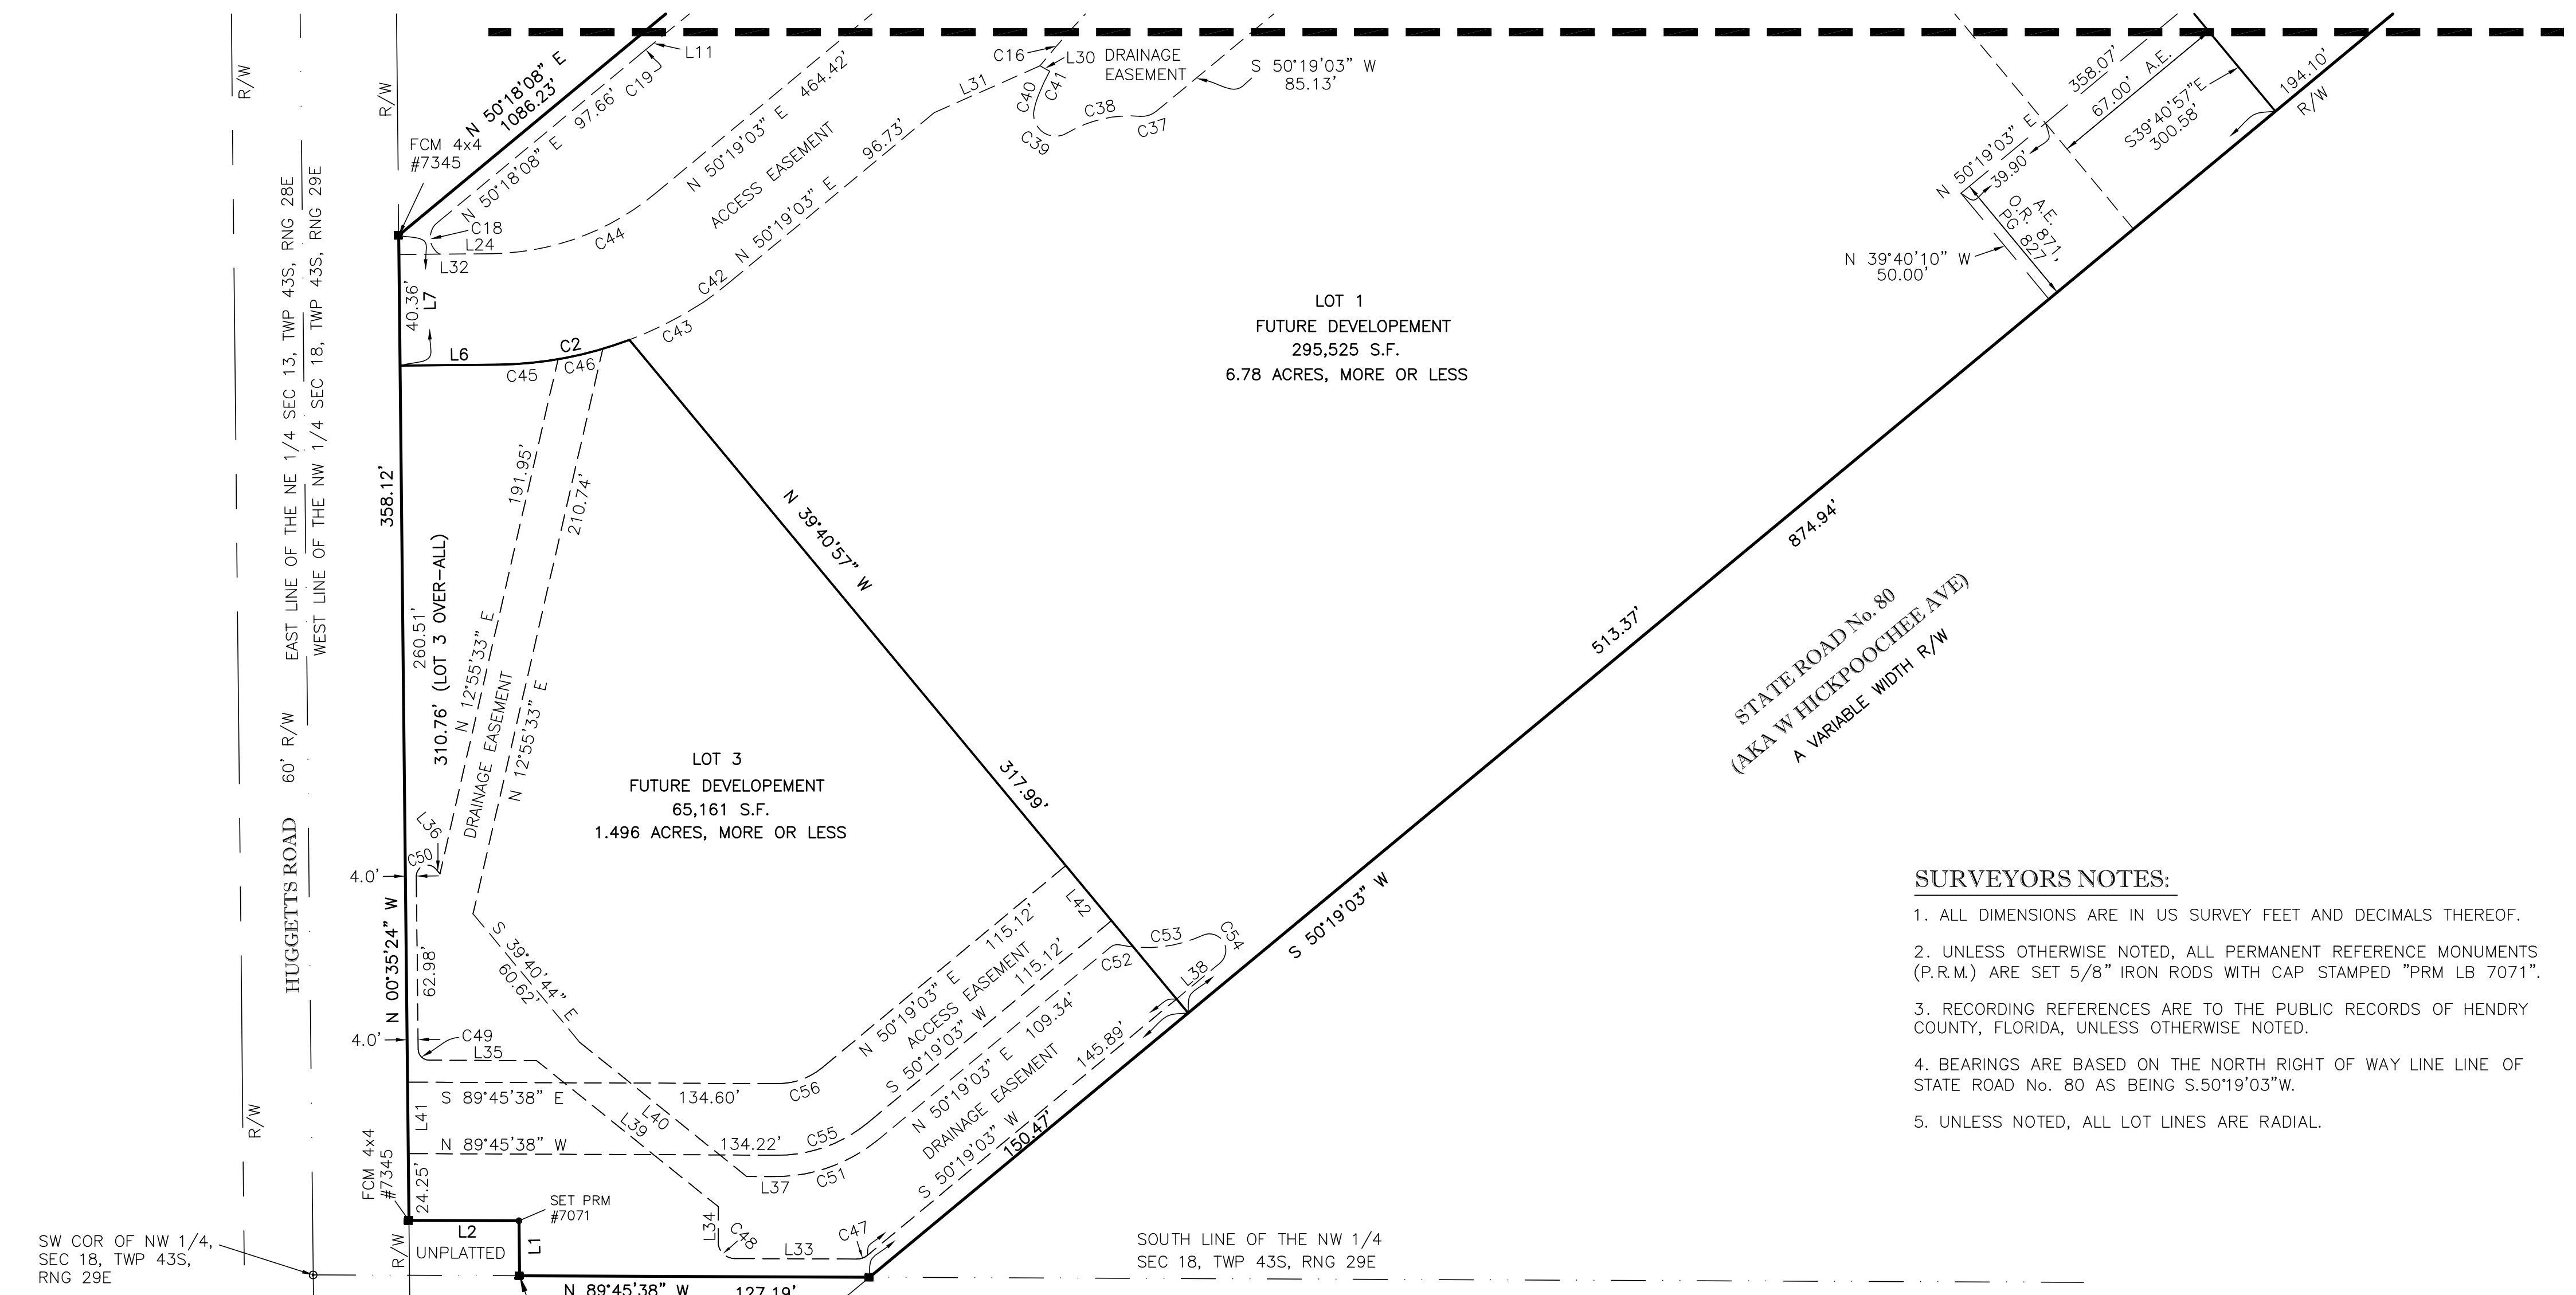 R/W
R/W
N 50°18'08" E
1086.23'
FCM 4x4
#7345
N 50°18'08" E 97.66'
C19
L11
C18
L24
L32
C44
N 50°19'03" E 464.42'
ACCESS EASEMENT
N 50°19'03" E 96.73'
C42
C43
L31
C16
L30
C40
C41
C39
C38
C37
DRAINAGE
EASEMENT
S 50°19'03" W
85.13'
N 50°19'03" E 358.07'
39.90'
67.00' A.E.
S39°40'57"E
300.58'
194.10'
R/W
A.E.
O.R. 871,
PG 827
N 39°40'10" W
50.00'
EAST LINE OF THE NE 1/4 SEC 13, TWP 43S, RNG 28E
WEST LINE OF THE NW 1/4 SEC 18, TWP 43S, RNG 29E
HUGGETTS ROAD 60' R/W
R/W
40.36'
L7
L6
C2
C45
C46
LOT 1
FUTURE DEVELOPEMENT
295,525 S.F.
6.78 ACRES, MORE OR LESS
358.12'
260.51'
310.76' (LOT 3 OVER-ALL)
N 00°35'24" W
N 12°55'33" E 191.95'
DRAINAGE EASEMENT
N 12°55'33" E 210.74'
N 39°40'57" W 317.99'
LOT 3
FUTURE DEVELOPEMENT
65,161 S.F.
1.496 ACRES, MORE OR LESS
874.94'
513.37'
S 50°19'03" W
STATE ROAD No. 80
(AKA W HICKPOOCHEE AVE)
A VARIABLE WIDTH R/W
L36
C50
4.0'
62.98'
4.0'
C49
L35
S 39°40'44" E
60.62'
S 89°45'38" E 134.60'
C56
N 50°19'03" E 115.12'
ACCESS EASEMENT
S 50°19'03" W 115.12'
L42
C52
C53
C54
L38
L41
L39
L40
N 89°45'38" W 134.22'
C55
N 50°19'03" E 109.34'
DRAINAGE EASEMENT
S 50°19'03" W 145.89'
150.47'
L37
C51
FCM 4x4
#7345
24.25'
SET PRM
#7071
L2
UNPLATTED
L1
R/W
L34
C48
L33
C47
SW COR OF NW 1/4,
SEC 18, TWP 43S,
RNG 29E
N 89°45'38" W 127.19'
SOUTH LINE OF THE NW 1/4
SEC 18, TWP 43S, RNG 29E
SURVEYORS NOTES:
1. ALL DIMENSIONS ARE IN US SURVEY FEET AND DECIMALS THEREOF.
2. UNLESS OTHERWISE NOTED, ALL PERMANENT REFERENCE MONUMENTS
(P.R.M.) ARE SET 5/8" IRON RODS WITH CAP STAMPED "PRM LB 7071".
3. RECORDING REFERENCES ARE TO THE PUBLIC RECORDS OF HENDRY
COUNTY, FLORIDA, UNLESS OTHERWISE NOTED.
4. BEARINGS ARE BASED ON THE NORTH RIGHT OF WAY LINE LINE OF
STATE ROAD No. 80 AS BEING S.50°19'03"W.
5. UNLESS NOTED, ALL LOT LINES ARE RADIAL.